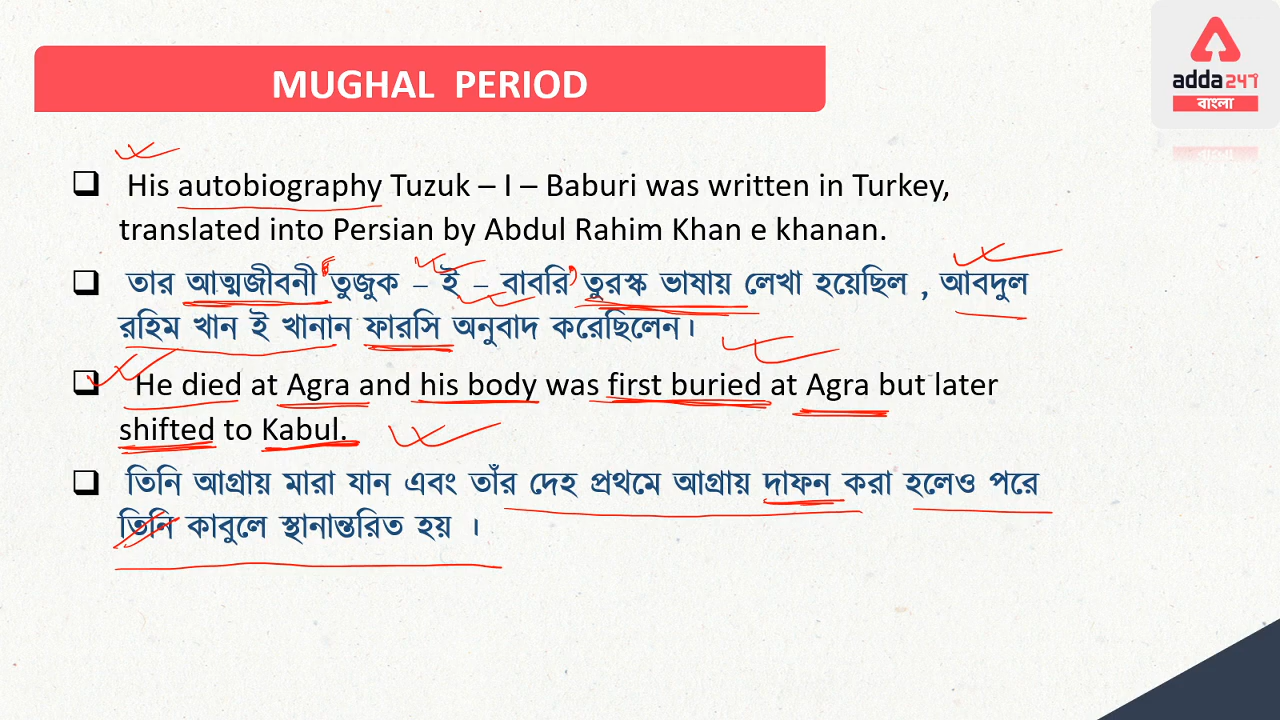 MUGHAL PERIOD
adda247
বাংলা
His autobiography Tuzuk – I – Baburi was written in Turkey,
translated into Persian by Abdul Rahim Khan e khanan.
তার আত্মজীবনী তুজুক – ই – বাবরি তুরস্ক ভাষায় লেখা হয়েছিল , আবদুল
রহিম খান ই খানান ফারসি অনুবাদ করেছিলেন।
He died at Agra and his body was first buried at Agra but later
shifted to Kabul.
তিনি আগ্রায় মারা যান এবং তাঁর দেহ প্রথমে আগ্রায় দাফন করা হলেও পরে
তিনি কাবুলে স্থানান্তরিত হয় ।